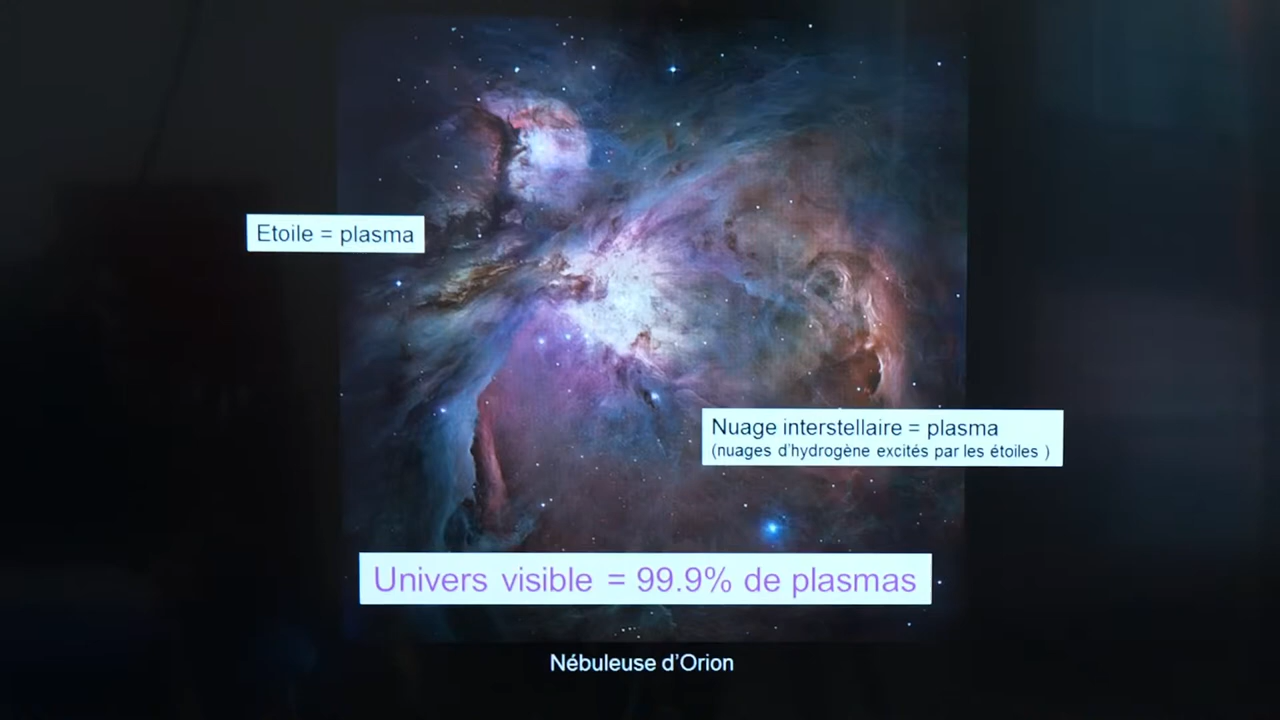 Etoile = plasma
Nuage interstellaire = plasma
(nuages d'hydrogène excités par les étoiles )
Univers visible = 99.9% de plasmas
Nébuleuse d'Orion